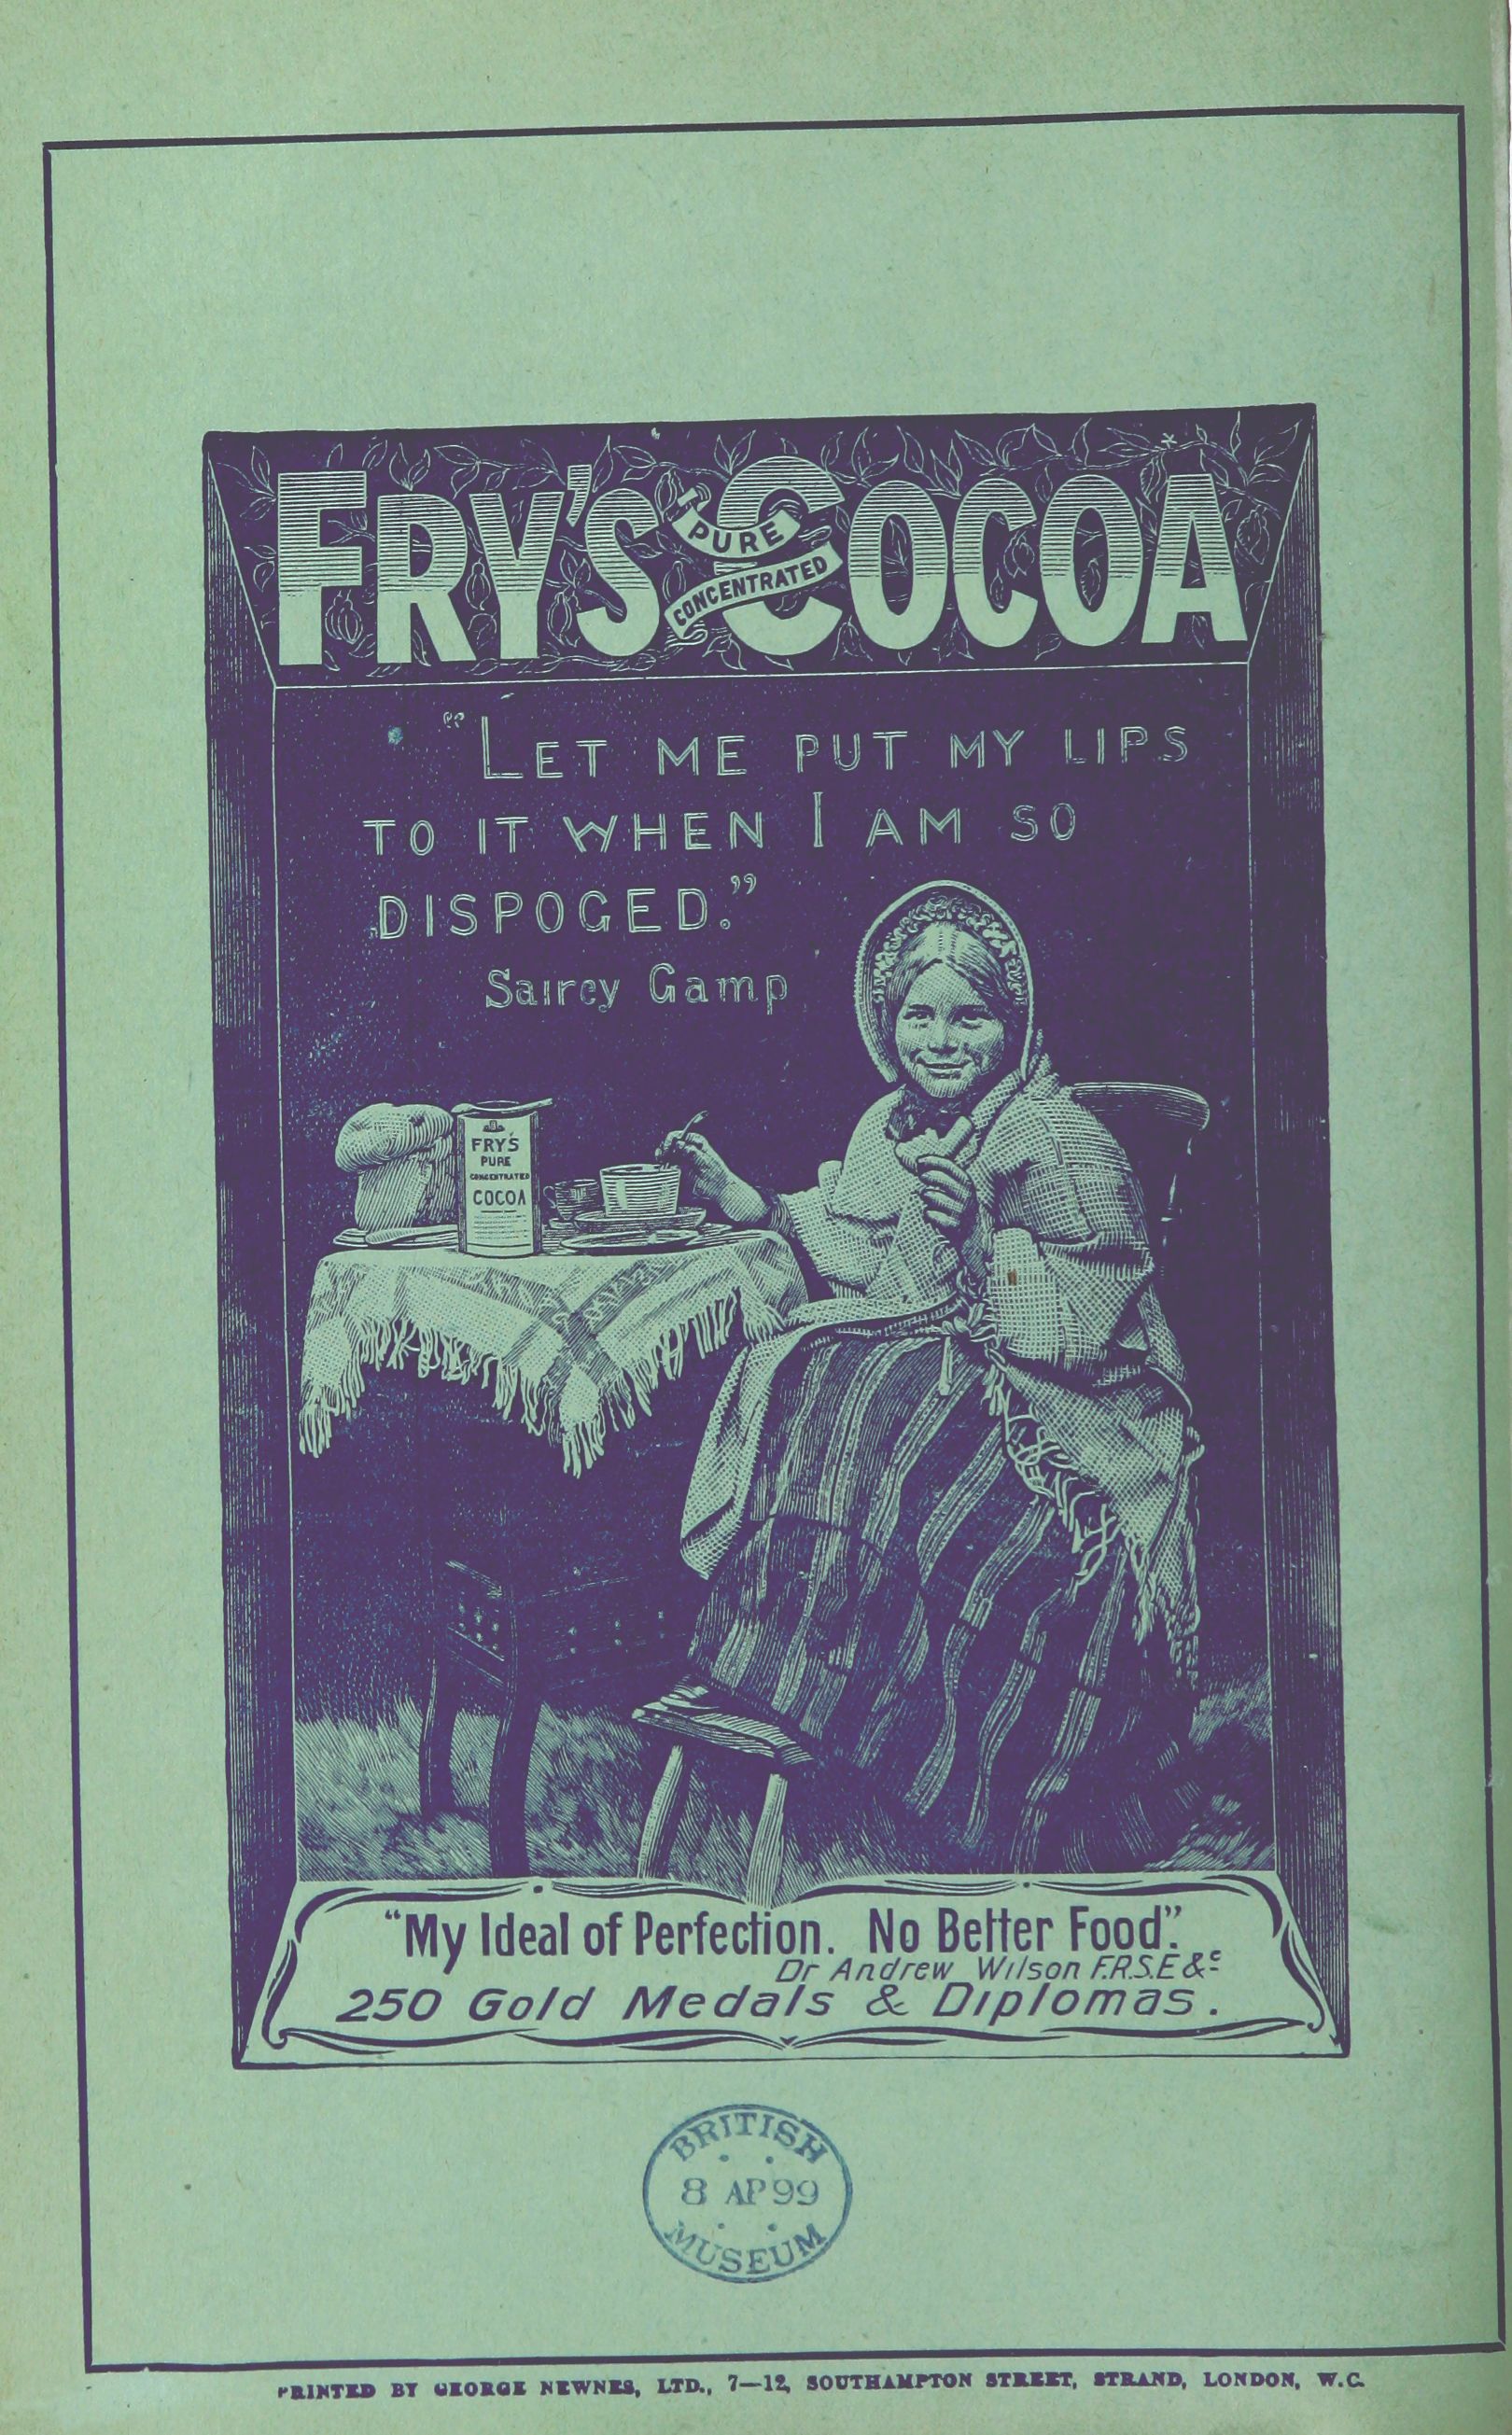 FRY'S COCOA
PURE
CONCENTRATED
"LET ME PUT MY LIPS
TO IT WHEN I AM SO
DISPOGED."
Sairey Gamp
FRY'S
PURE
CONCENTRATED
COCOA
"My Ideal of Perfection. No Better Food".
Dr Andrew Wilson F.R.S.E &c
250 Gold Medals & Diplomas.
BRITISH
8 AP 99
MUSEUM
PRINTED BY GEORGE NEWNES, LTD., 7—12, SOUTHAMPTON STREET, STRAND, LONDON, W.C.